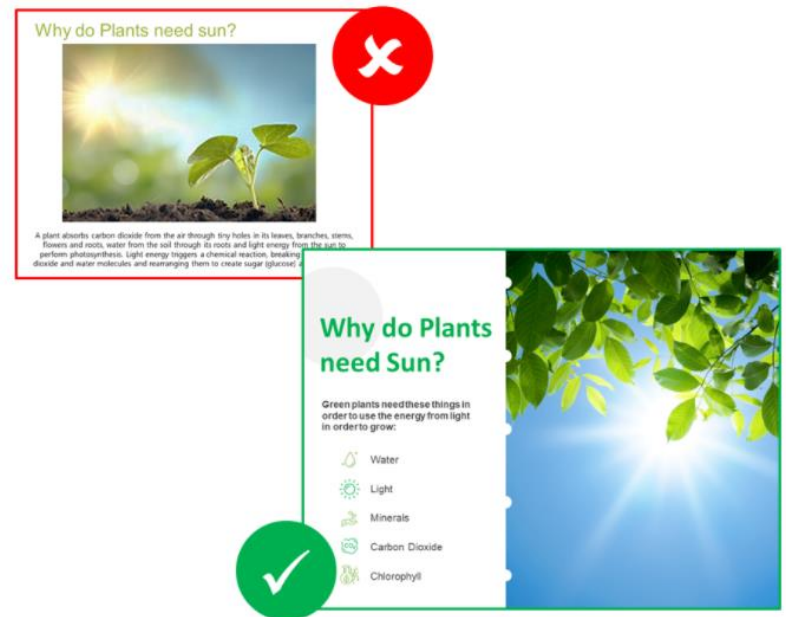 Why do Plants need sun?
A plant absorbs carbon dioxide from the air through tiny holes in its leaves, branches, stems,
flowers and roots, water from the soil through its roots and light energy from the sun to
perform photosynthesis. Light energy triggers a chemical reaction, breaking
dioxide and water molecules and rearranging them to create sugar (glucose)
Why do Plants
need Sun?
Green plants need these things in
order to use the energy from light
in order to grow:
Water
Light
Minerals
CO₂
Carbon Dioxide
Chlorophyll